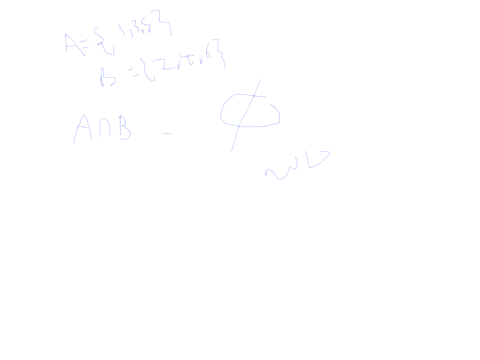 A={1,3,5}
B={2,4,6}
A∩B = ∅